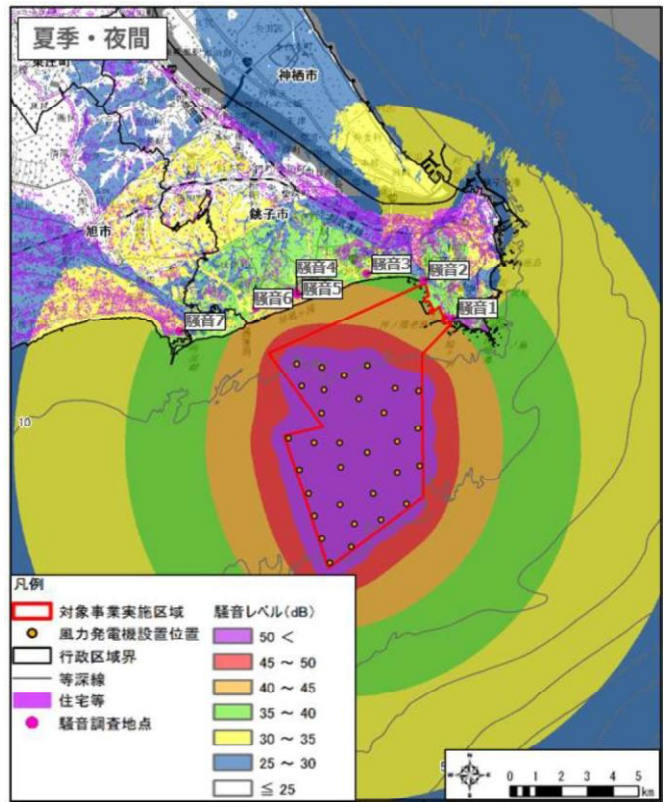 夏季・夜間
東庄町
神栖市
銚子市
旭市
騒音4
騒音3
騒音2
騒音6
騒音5
騒音1
騒音7
10
凡例
対象事業実施区域
風力発電機設置位置
行政区域界
等深線
住宅等
騒音調査地点
騒音レベル(dB)
50 <
45 ～ 50
40 ～ 45
35 ～ 40
30 ～ 35
25 ～ 30
≦ 25
0 1 2 3 4 5
km